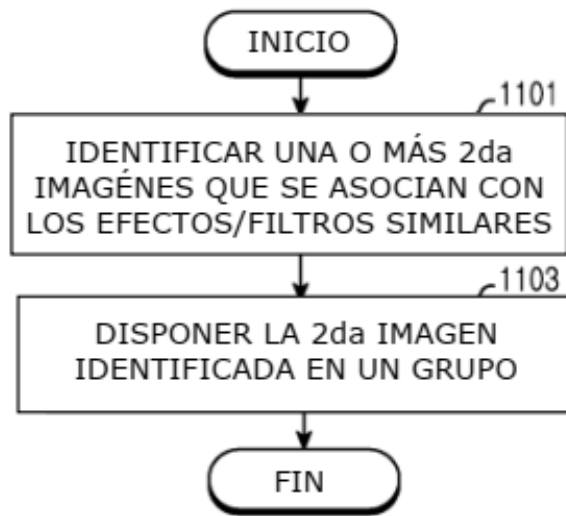 INICIO
1101
IDENTIFICAR UNA O MÁS 2da
IMAGÉNES QUE SE ASOCIAN CON
LOS EFECTOS/FILTROS SIMILARES
1103
DISPONER LA 2da IMAGEN
IDENTIFICADA EN UN GRUPO
FIN